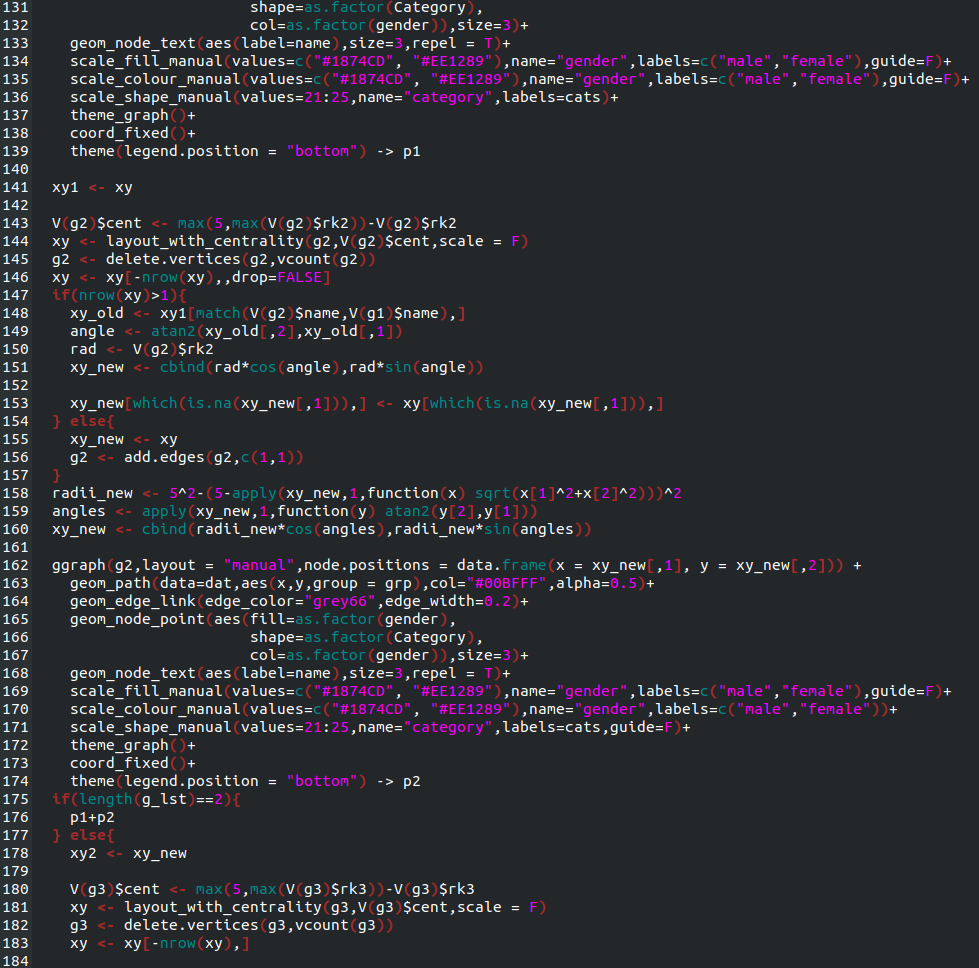 131                         shape=as.factor(Category),
132                         col=as.factor(gender)),size=3)+
133     geom_node_text(aes(label=name),size=3,repel = T)+
134     scale_fill_manual(values=c("#1874CD", "#EE1289"),name="gender",labels=c("male","female"),guide=F)+
135     scale_colour_manual(values=c("#1874CD", "#EE1289"),name="gender",labels=c("male","female"),guide=F)+
136     scale_shape_manual(values=21:25,name="category",labels=cats)+
137     theme_graph()+
138     coord_fixed()+
139     theme(legend.position = "bottom") -> p1
140
141   xy1 <- xy
142
143   V(g2)$cent <- max(5,max(V(g2)$rk2))-V(g2)$rk2
144   xy <- layout_with_centrality(g2,V(g2)$cent,scale = F)
145   g2 <- delete.vertices(g2,vcount(g2))
146   xy <- xy[-nrow(xy),,drop=FALSE]
147   if(nrow(xy)>1){
148     xy_old <- xy1[match(V(g2)$name,V(g1)$name),]
149     angle <- atan2(xy_old[,2],xy_old[,1])
150     rad <- V(g2)$rk2
151     xy_new <- cbind(rad*cos(angle),rad*sin(angle))
152
153     xy_new[which(is.na(xy_new[,1])),] <- xy[which(is.na(xy_new[,1])),]
154   } else{
155     xy_new <- xy
156     g2 <- add.edges(g2,c(1,1))
157   }
158   radii_new <- 5^2-(5-apply(xy_new,1,function(x) sqrt(x[1]^2+x[2]^2)))^2
159   angles <- apply(xy_new,1,function(y) atan2(y[2],y[1]))
160   xy_new <- cbind(radii_new*cos(angles),radii_new*sin(angles))
161
162   ggraph(g2,layout = "manual",node.positions = data.frame(x = xy_new[,1], y = xy_new[,2])) +
163     geom_path(data=dat,aes(x,y,group = grp),col="#00BFFF",alpha=0.5)+
164     geom_edge_link(edge_color="grey66",edge_width=0.2)+
165     geom_node_point(aes(fill=as.factor(gender),
166                         shape=as.factor(Category),
167                         col=as.factor(gender)),size=3)+
168     geom_node_text(aes(label=name),size=3,repel = T)+
169     scale_fill_manual(values=c("#1874CD", "#EE1289"),name="gender",labels=c("male","female"),guide=F)+
170     scale_colour_manual(values=c("#1874CD", "#EE1289"),name="gender",labels=c("male","female"))+
171     scale_shape_manual(values=21:25,name="category",labels=cats,guide=F)+
172     theme_graph()+
173     coord_fixed()+
174     theme(legend.position = "bottom") -> p2
175   if(length(g_lst)==2){
176     p1+p2
177   } else{
178     xy2 <- xy_new
179
180     V(g3)$cent <- max(5,max(V(g3)$rk3))-V(g3)$rk3
181     xy <- layout_with_centrality(g3,V(g3)$cent,scale = F)
182     g3 <- delete.vertices(g3,vcount(g3))
183     xy <- xy[-nrow(xy),]
184